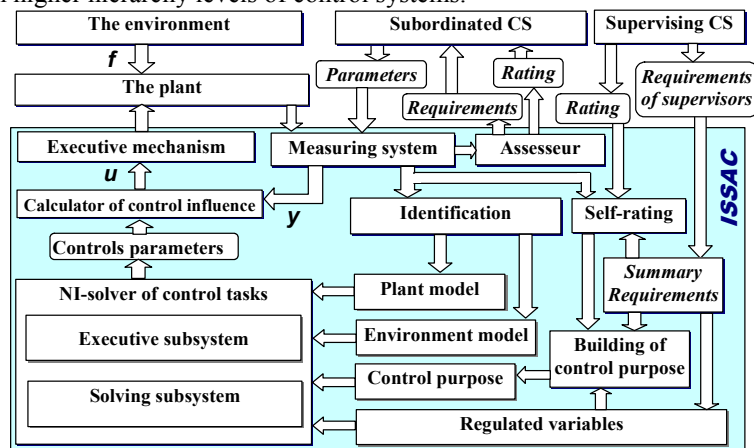 higher hierarchy levels of control systems.
The environment
Subordinated CS
Supervising CS
f
Parameters
Rating
Requirements
of supervisors
The plant
Requirements
Rating
Executive mechanism
Measuring system
Assesseur
ISSAC
u
Calculator of control influence
y
Identification
Self-rating
Controls parameters
NI-solver of control tasks
Plant model
Summary
Requirements
Executive subsystem
Environment model
Building of
control purpose
Control purpose
Solving subsystem
Regulated variables